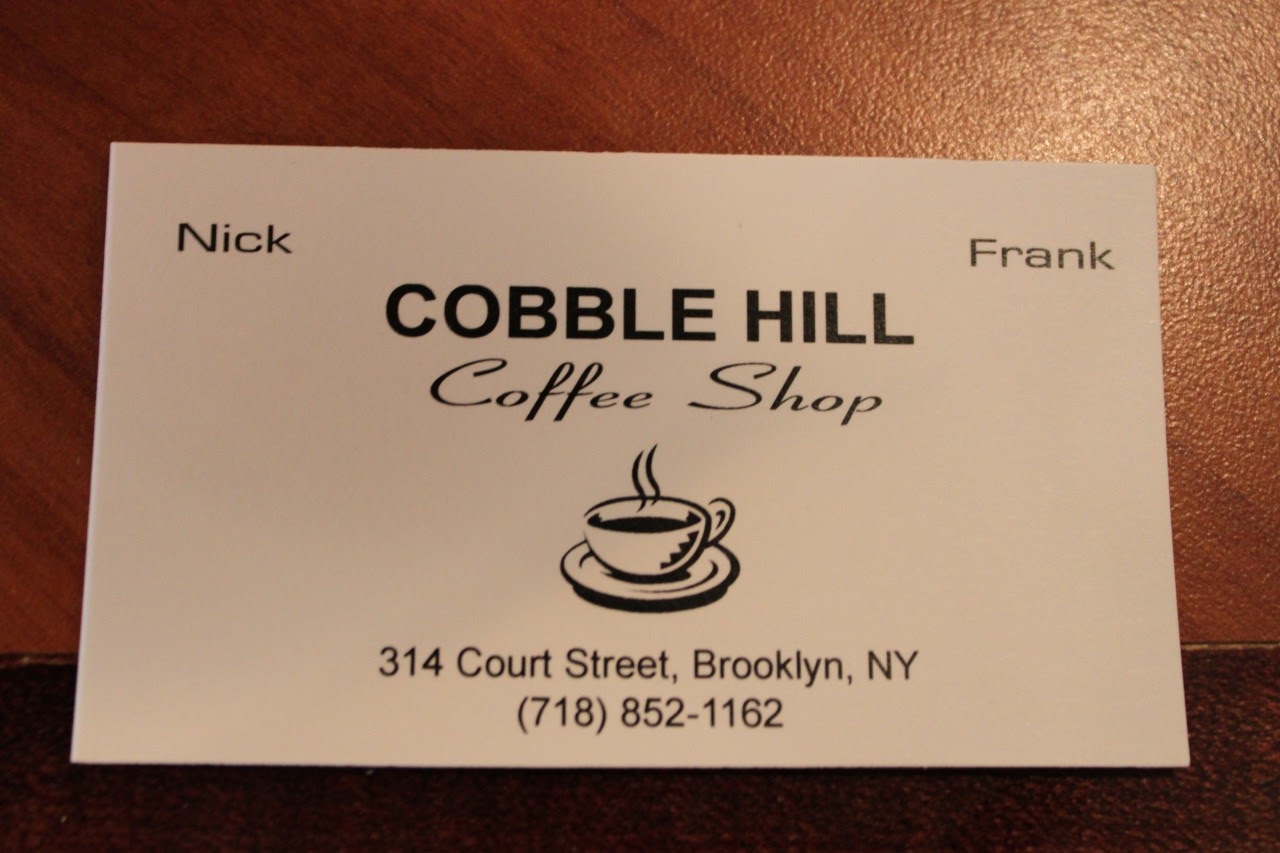 Nick
Frank
COBBLE HILL
Coffee Shop
314 Court Street, Brooklyn, NY
(718) 852-1162